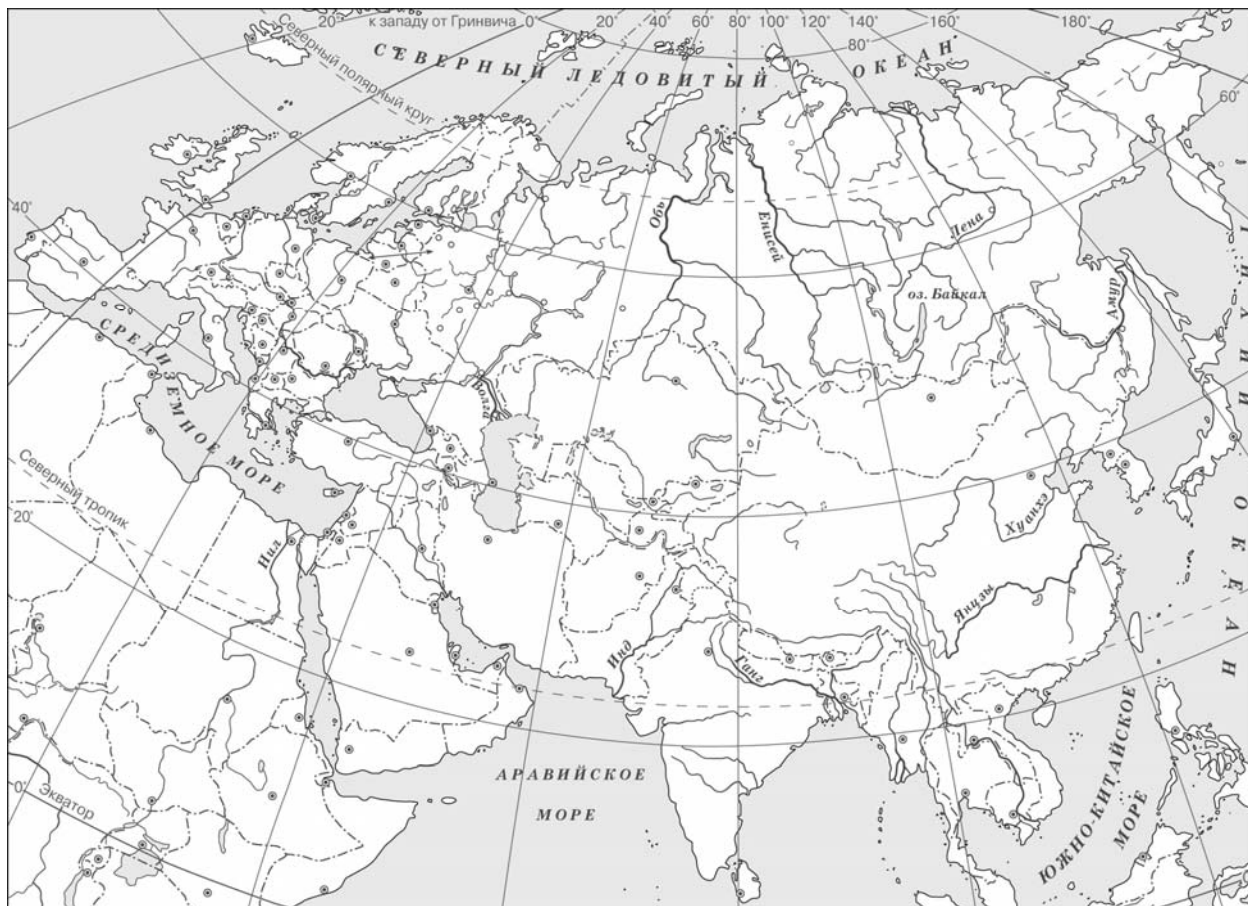 20° к западу от Гринвича 0° 20° 40° 60° 80° 100° 120° 140° 160° 180°
80°
60°
СЕВЕРНЫЙ ЛЕДОВИТЫЙ ОКЕАН
Северный полярный круг
40°
Обь
Енисей
Лена
оз. Байкал
Амур
Волга
СРЕДИЗЕМНОЕ МОРЕ
Северный тропик
20°
Нил
Хуанхэ
Янцзы
Инд
Ганг
ТИХИЙ ОКЕАН
АРАВИЙСКОЕ
МОРЕ
ЮЖНО-КИТАЙСКОЕ
МОРЕ
0°
Экватор